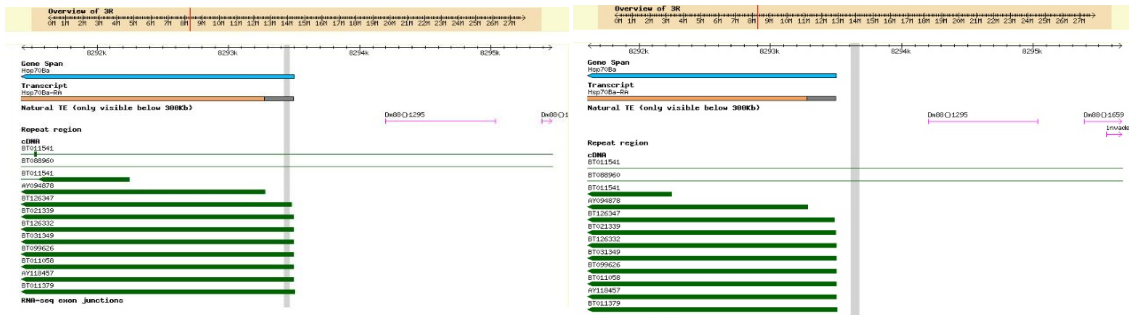 Overview of 3R
0M 1M 2M 3M 4M 5M 6M 7M 8M 9M 10M 11M 12M 13M 14M 15M 16M 17M 18M 19M 20M 21M 22M 23M 24M 25M 26M 27M
8292k 8293k 8294k 8295k
Gene Span
Hsp70Ba
Transcript
Hsp70Ba-RA
Natural TE (only visible below 300Kb)
Dm88{}1295 Dm88{}1
Repeat region
cDNA
BT011541
BT088960
BT011541
AY094878
BT126347
BT021339
BT126332
BT031349
BT099626
BT011058
AY118457
BT011379
RNA-seq exon junctions
Overview of 3R
0M 1M 2M 3M 4M 5M 6M 7M 8M 9M 10M 11M 12M 13M 14M 15M 16M 17M 18M 19M 20M 21M 22M 23M 24M 25M 26M 27M
8292k 8293k 8294k 8295k
Gene Span
Hsp70Ba
Transcript
Hsp70Ba-RA
Natural TE (only visible below 300Kb)
Dm88{}1295 Dm88{}1659
invade
Repeat region
cDNA
BT011541
BT088960
BT011541
AY094878
BT126347
BT021339
BT126332
BT031349
BT099626
BT011058
AY118457
BT011379